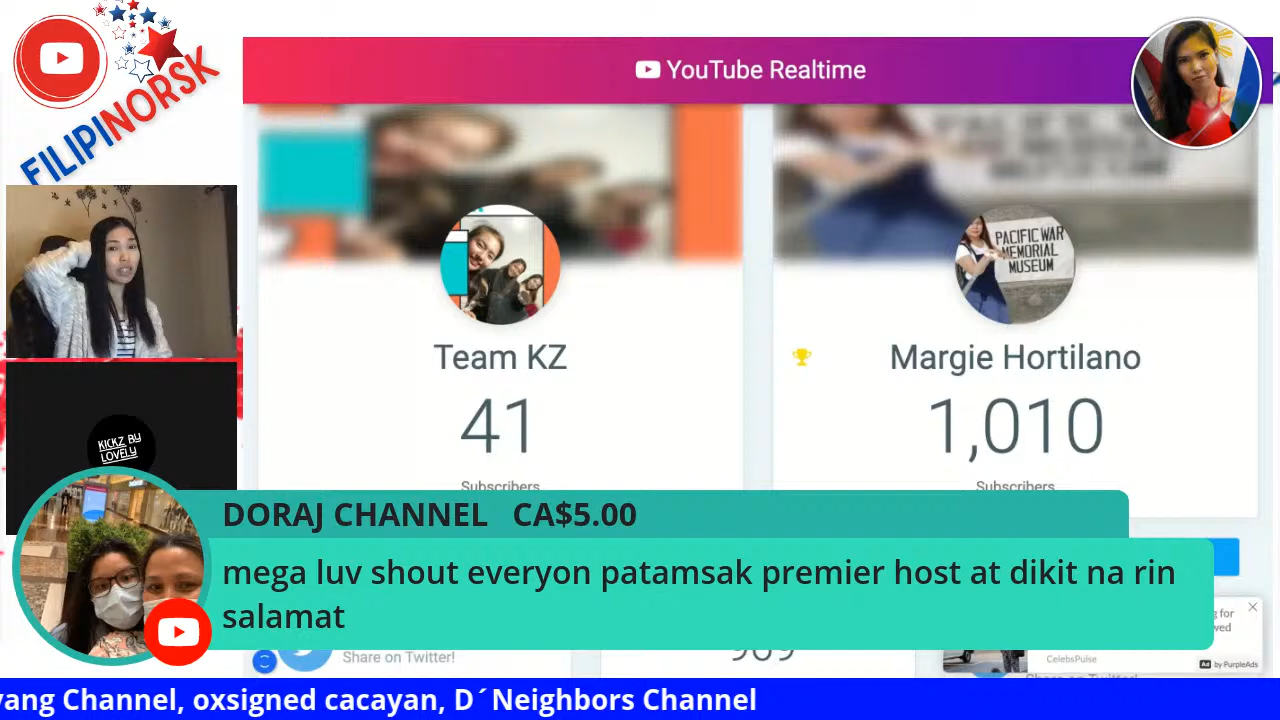 FILIPINORSK
YouTube Realtime
PACIFIC WAR
MEMORIAL
MUSEUM
Team KZ
Margie Hortilano
41
1,010
Subscribers
Subscribers
KICKZ BY
LOVELY
DORAJ CHANNEL CA$5.00
mega luv shout everyon patamsak premier host at dikit na rin
salamat
Share on Twitter!
CelebsPulse
Ad by PurpleAds
yang Channel, oxsigned cacayan, D´Neighbors Channel